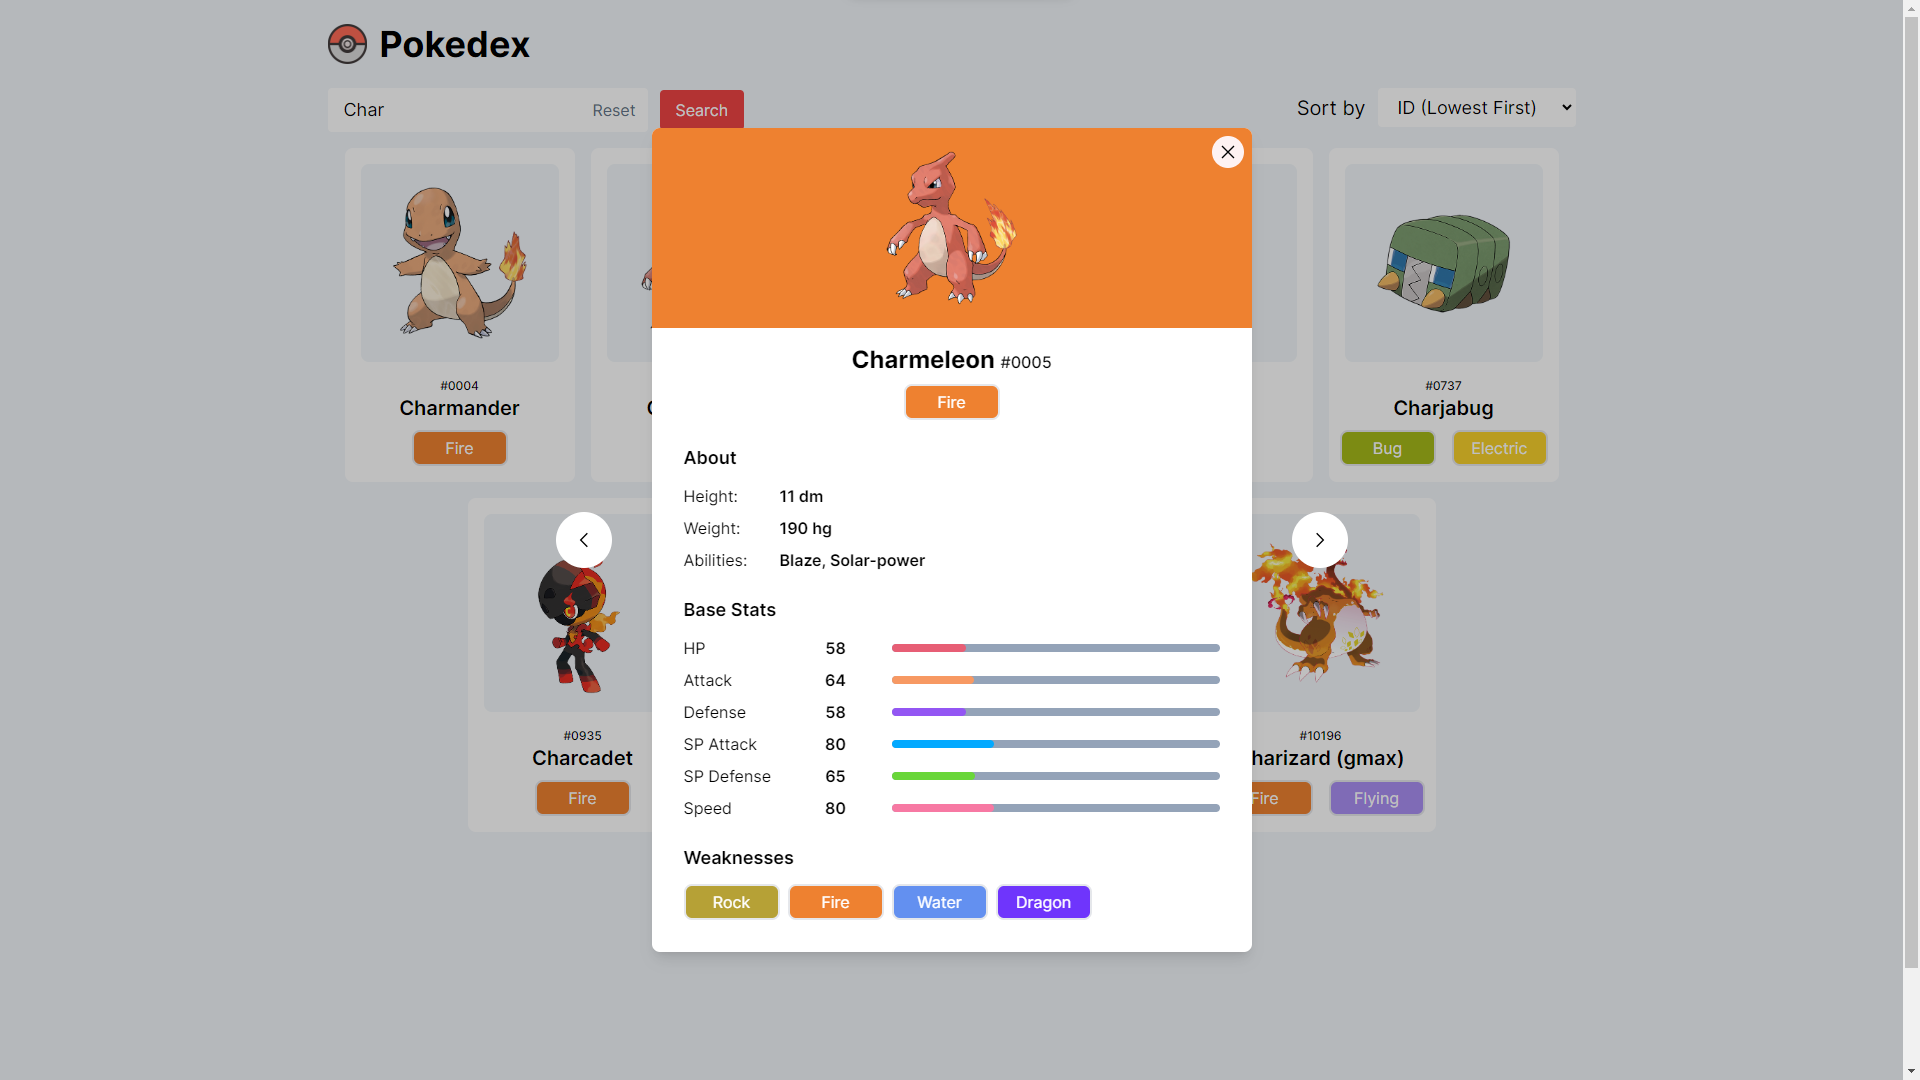 Pokedex
Char Reset Search Sort by ID (Lowest First)
#0004
Charmander
Fire
#0737
Charjabug
Bug Electric
#0935
Charcadet
Fire
#10196
harizard (gmax)
Fire Flying
Charmeleon #0005
Fire
About
Height: 11 dm
Weight: 190 hg
Abilities: Blaze, Solar-power
Base Stats
HP 58
Attack 64
Defense 58
SP Attack 80
SP Defense 65
Speed 80
Weaknesses
Rock Fire Water Dragon